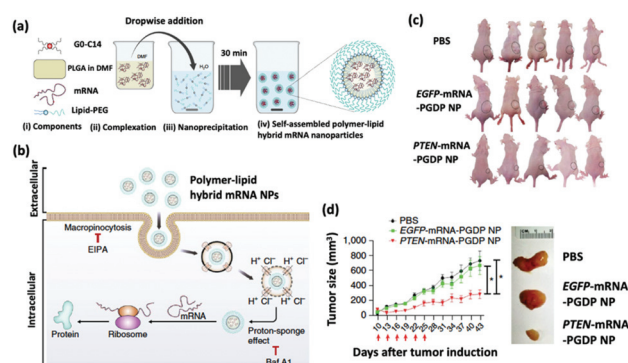 (a)
G0-C14
PLGA in DMF
mRNA
Lipid-PEG
(i) Components
Dropwise addition
DMF
H₂O
(ii) Complexation
(iii) Nanoprecipitation
30 min
(iv) Self-assembled polymer-lipid
hybrid mRNA nanoparticles
(b)
Extracellular
Intracellular
Polymer-lipid
hybrid mRNA NPs
Macropinocytosis
EIPA
H⁺ Cl⁻
H⁺ Cl⁻
H⁺ Cl⁻
H⁺ Cl⁻
Protein
Ribosome
mRNA
Proton-sponge
effect
Baf A1
(c)
PBS
EGFP-mRNA
-PGDP NP
PTEN-mRNA
-PGDP NP
(d)
PBS
EGFP-mRNA-PGDP NP
PTEN-mRNA-PGDP NP
Tumor size (mm³)
1,000
800
600
400
200
0
10 13 16 19 22 25 28 31 34 37 40 43
Days after tumor induction
* *
PBS
EGFP-mRNA
-PGDP NP
PTEN-mRNA
-PGDP NP